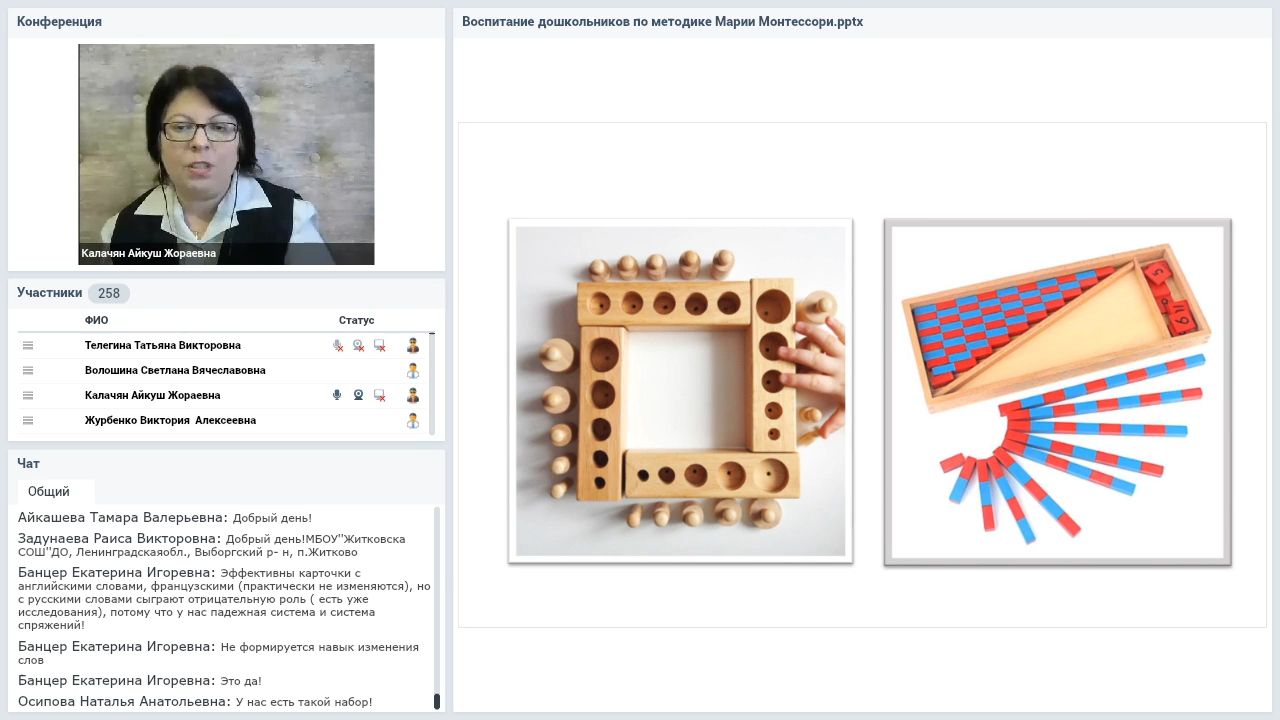 Конференция
Калачян Айкуш Жораевна
Участники 258
ФИО Статус
Телегина Татьяна Викторовна
Волошина Светлана Вячеславовна
Калачян Айкуш Жораевна
Журбенко Виктория  Алексеевна
Чат
Общий
Айкашева Тамара Валерьевна: Добрый день!
Задунаева Раиса Викторовна: Добрый день!МБОУ"Житковска
СОШ"ДО, Ленинградскаяобл., Выборгский р- н, п.Житково
Банцер Екатерина Игоревна: Эффективны карточки с
английскими словами, французскими (практически не изменяются), но
с русскими словами сыграют отрицательную роль ( есть уже
исследования), потому что у нас падежная система и система
спряжений!
Банцер Екатерина Игоревна: Не формируется навык изменения
слов
Банцер Екатерина Игоревна: Это да!
Осипова Наталья Анатольевна: У нас есть такой набор!
Воспитание дошкольников по методике Марии Монтессори.pptx